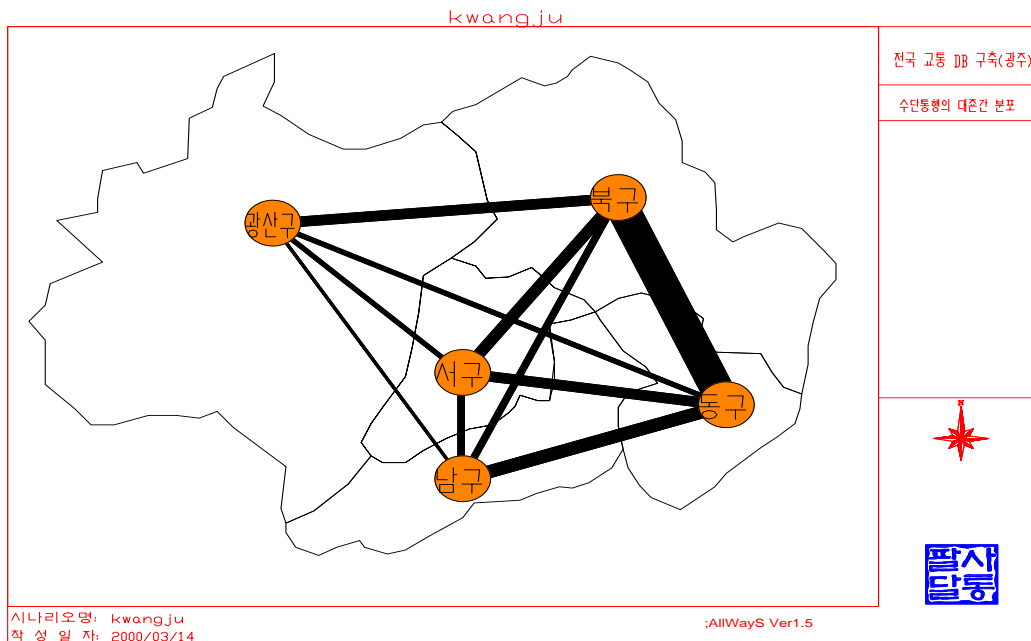 kwangju
전국 교통 DB 구축(광주)
수단통행의 대존간 분포
북구
광산구
서구
동구
남구
N
팔사
달통
시나리오명: kwangju
작 성 일 자: 2000/03/14
;AllWayS Ver1.5